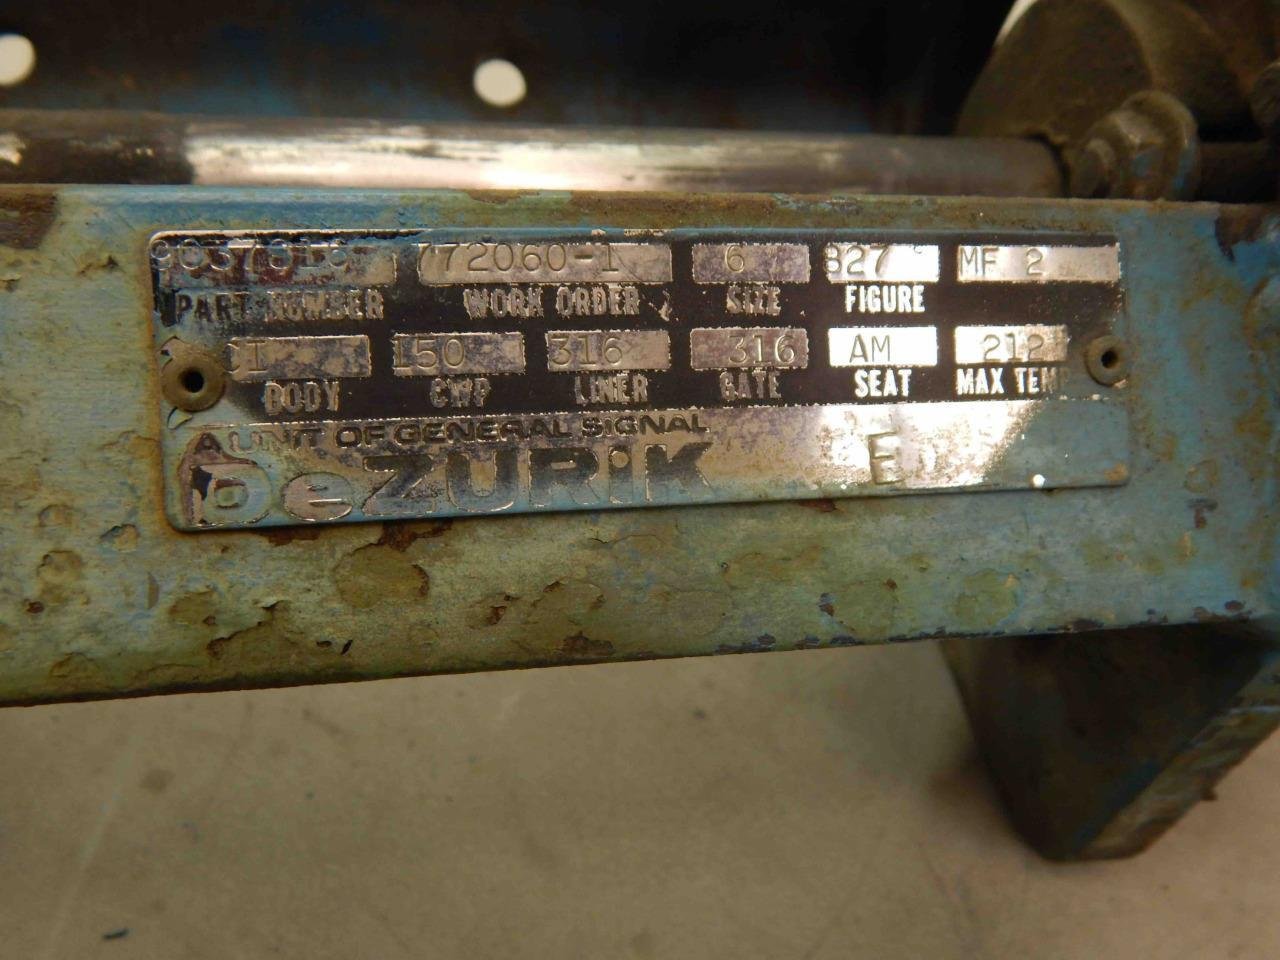 9037318 772060-1 6 827 MF 2
PART NUMBER WORK ORDER SIZE FIGURE
CI 150 316 316 AM 212
BODY CWP LINER GATE SEAT MAX TEMP
A UNIT OF GENERAL SIGNAL
DeZURiK E